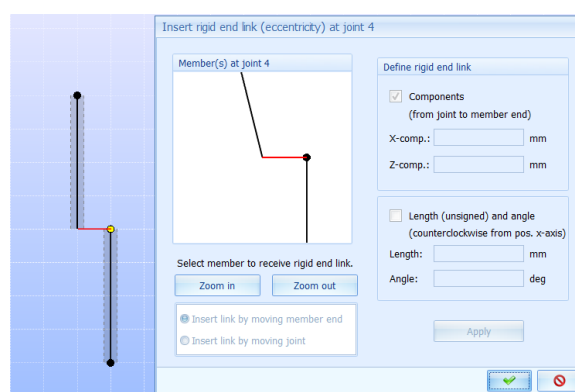 Insert rigid end link (eccentricity) at joint 4
Member(s) at joint 4
Select member to receive rigid end link.
Zoom in
Zoom out
Insert link by moving member end
Insert link by moving joint
Define rigid end link
Components
(from joint to member end)
X-comp.: mm
Z-comp.: mm
Length (unsigned) and angle
(counterclockwise from pos. x-axis)
Length: mm
Angle: deg
Apply